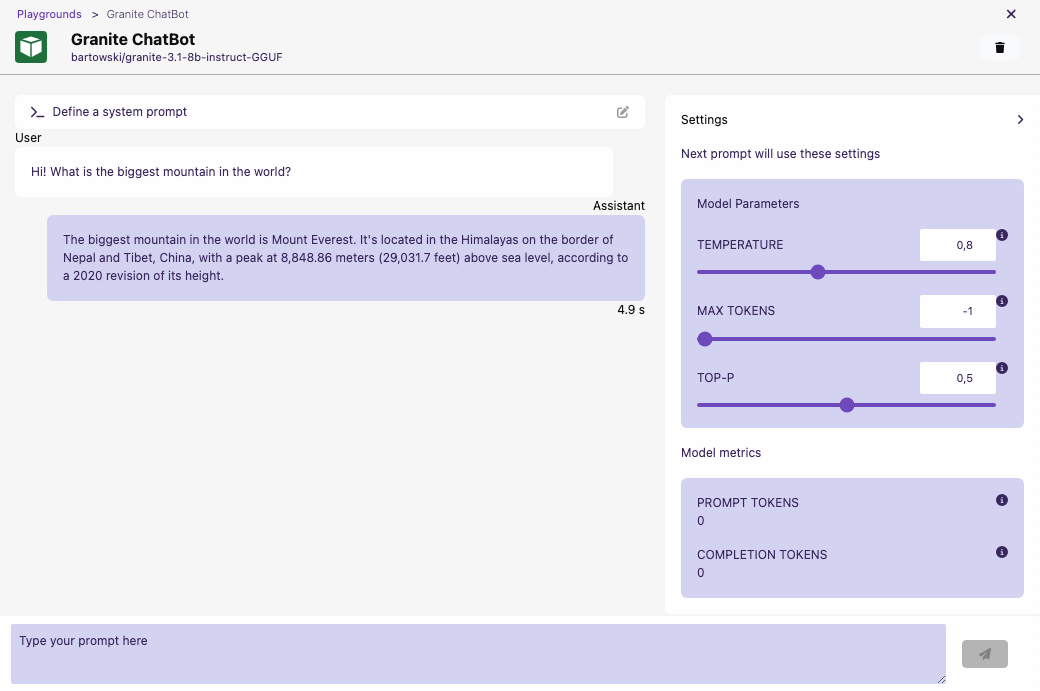 Playgrounds > Granite ChatBot
Granite ChatBot
bartowski/granite-3.1-8b-instruct-GGUF
Define a system prompt
User
Hi! What is the biggest mountain in the world?
Assistant
The biggest mountain in the world is Mount Everest. It's located in the Himalayas on the border of
Nepal and Tibet, China, with a peak at 8,848.86 meters (29,031.7 feet) above sea level, according to
a 2020 revision of its height.
4.9 s
Settings
Next prompt will use these settings
Model Parameters
TEMPERATURE 0,8
MAX TOKENS -1
TOP-P 0,5
Model metrics
PROMPT TOKENS
0
COMPLETION TOKENS
0
Type your prompt here